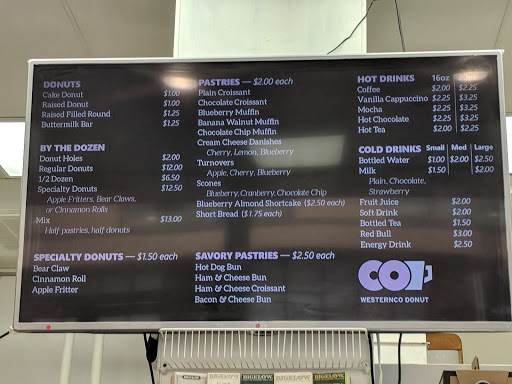 DONUTS
Cake Donut $1.00
Raised Donut $1.00
Raised Filled Round $1.25
Buttermilk Bar $1.25
BY THE DOZEN
Donut Holes $2.00
Regular Donuts $12.00
1/2 Dozen $6.50
Specialty Donuts $12.50
Apple Fritters, Bear Claws,
or Cinnamon Rolls
Mix $13.00
Half pastries, half donuts
SPECIALTY DONUTS — $1.50 each
Bear Claw
Cinnamon Roll
Apple Fritter
PASTRIES — $2.00 each
Plain Croissant
Chocolate Croissant
Blueberry Muffin
Banana Walnut Muffin
Chocolate Chip Muffin
Cream Cheese Danishes
Cherry, Lemon, Blueberry
Turnovers
Apple, Cherry, Blueberry
Scones
Blueberry, Cranberry, Chocolate Chip
Blueberry Almond Shortcake ($2.50 each)
Short Bread ($1.75 each)
SAVORY PASTRIES — $2.50 each
Hot Dog Bun
Ham & Cheese Bun
Ham & Cheese Croissant
Bacon & Cheese Bun
HOT DRINKS 16oz
Coffee $2.00 $2.25
Vanilla Cappuccino $2.25 $3.25
Mocha $2.25 $3.25
Hot Chocolate $2.25 $3.25
Hot Tea $2.00 $2.25
COLD DRINKS Small Med Large
Bottled Water $1.00 $2.00 $2.50
Milk $1.50 $2.00
Plain, Chocolate,
Strawberry
Fruit Juice $2.00
Soft Drink $2.00
Bottled Tea $1.50
Red Bull $3.00
Energy Drink $2.50
WESTERNCO DONUT
BIGELOW BIGELOW BIGELOW